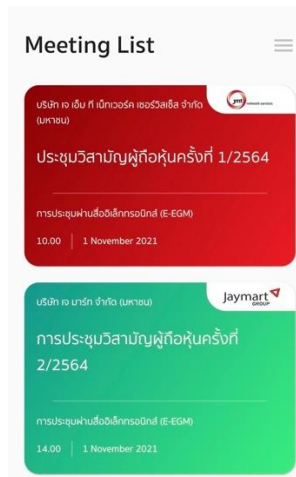 Meeting List
บริษัท เจ เอ็ม ที เน็ทเวอร์ค เซอร์วิสเซ็ส จำกัด
(มหาชน)
jmt network services
ประชุมวิสามัญผู้ถือหุ้นครั้งที่ 1/2564
การประชุมผ่านสื่ออิเล็กทรอนิกส์ (E-EGM)
10.00 | 1 November 2021
บริษัท เจ มาร์ท จำกัด (มหาชน)
Jaymart
GROUP
การประชุมวิสามัญผู้ถือหุ้นครั้งที่
2/2564
การประชุมผ่านสื่ออิเล็กทรอนิกส์ (E-EGM)
14.00 | 1 November 2021